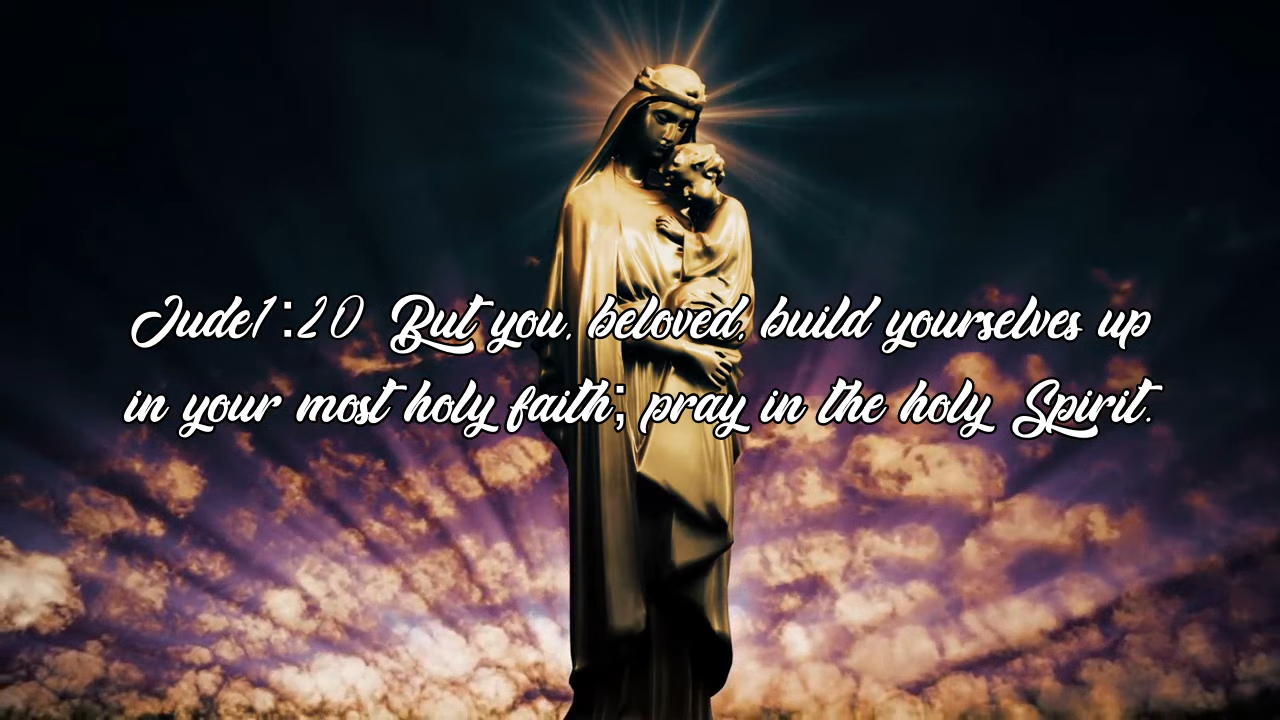 Jude1:20 But you, beloved, build yourselves up
in your most holy faith; pray in the holy Spirit.